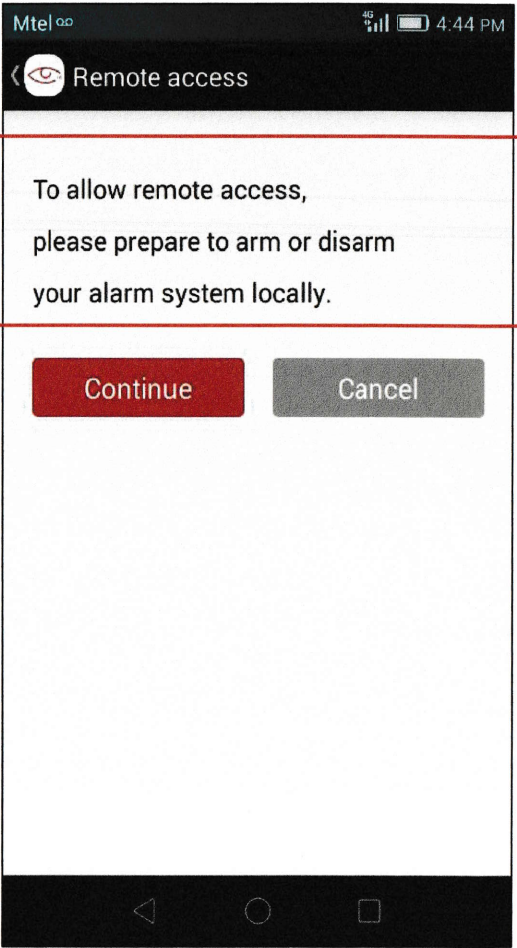 Mtel
4G
4:44 PM
Remote access
To allow remote access,
please prepare to arm or disarm
your alarm system locally.
Continue
Cancel